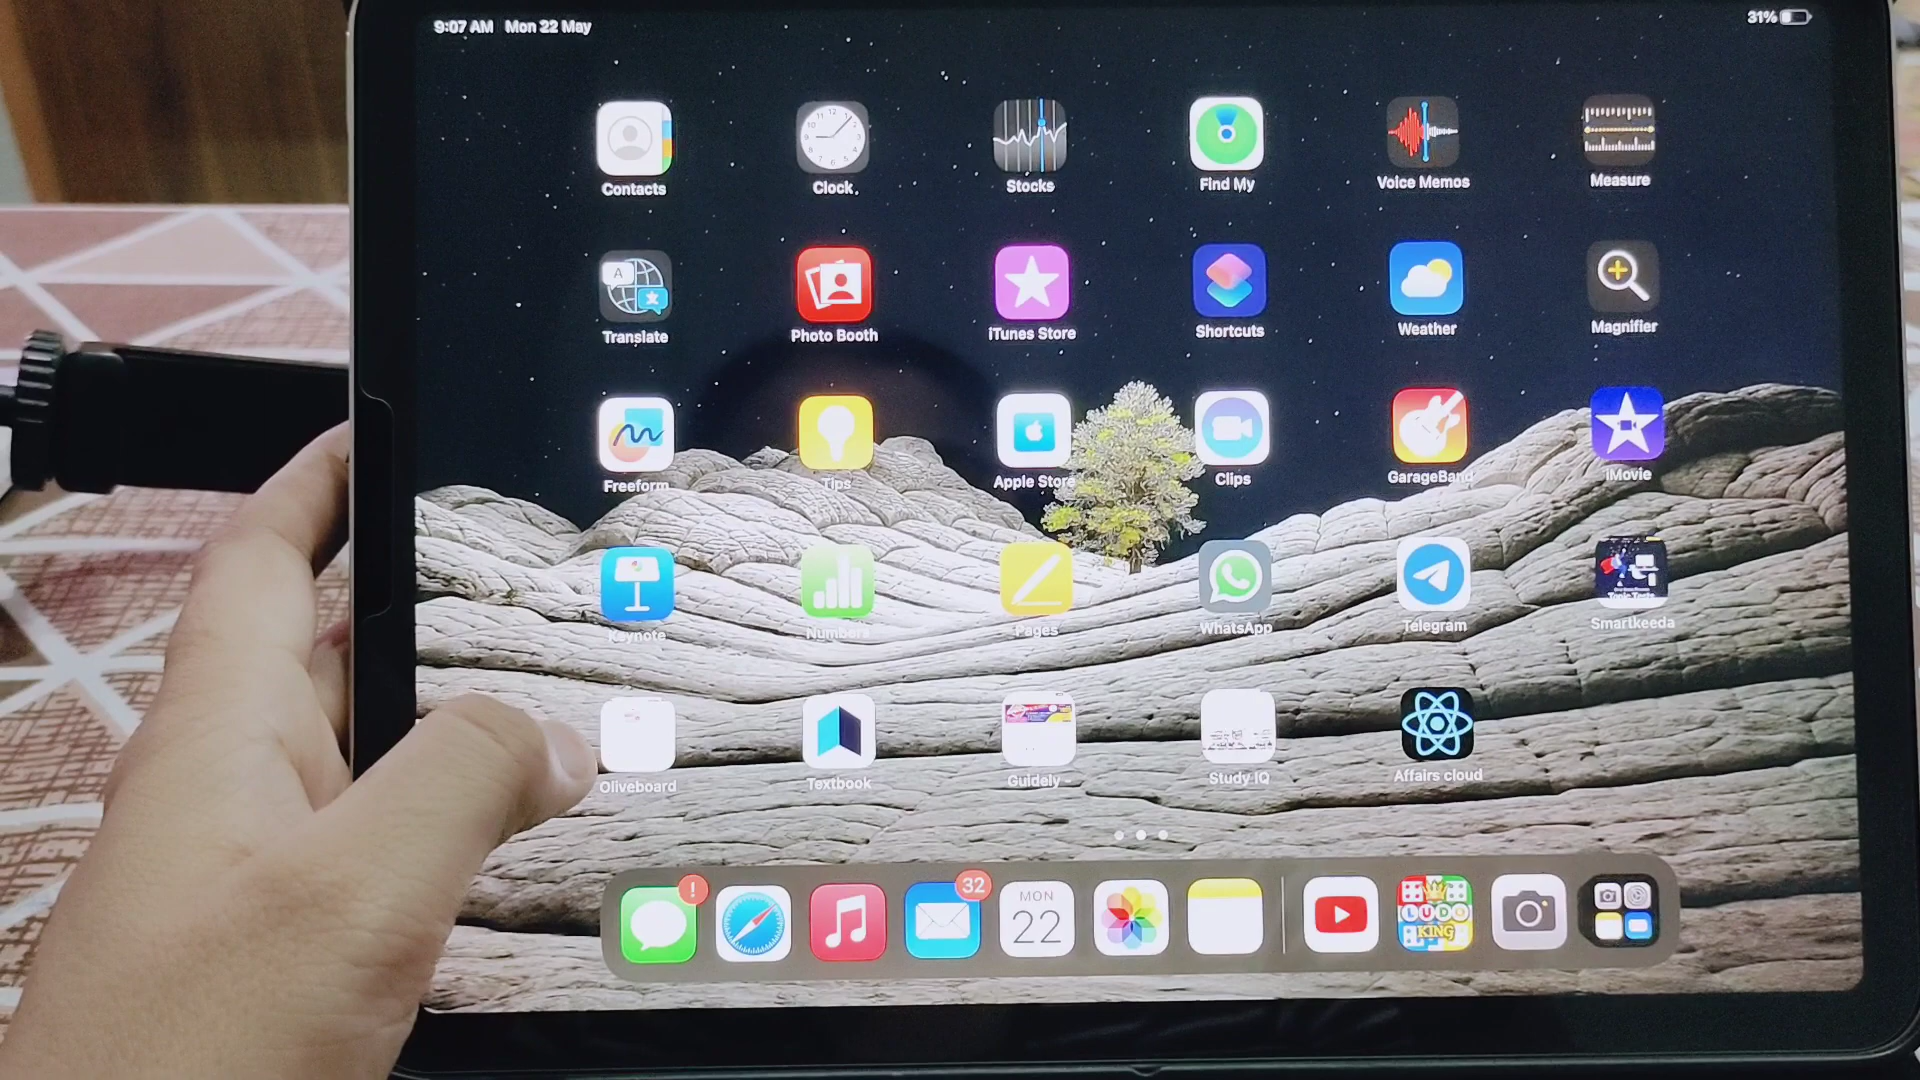 9:07 AM Mon 22 May
31%
Contacts
Clock
Stocks
Find My
Voice Memos
Measure
Translate
Photo Booth
iTunes Store
Shortcuts
Weather
Magnifier
Freeform
Tips
Apple Store
Clips
GarageBand
iMovie
Keynote
Numbers
Pages
WhatsApp
Telegram
Smartkeeda
Oliveboard
Textbook
Guidely -
Study IQ
Affairs cloud
!
32
MON
22
LUDO
KING